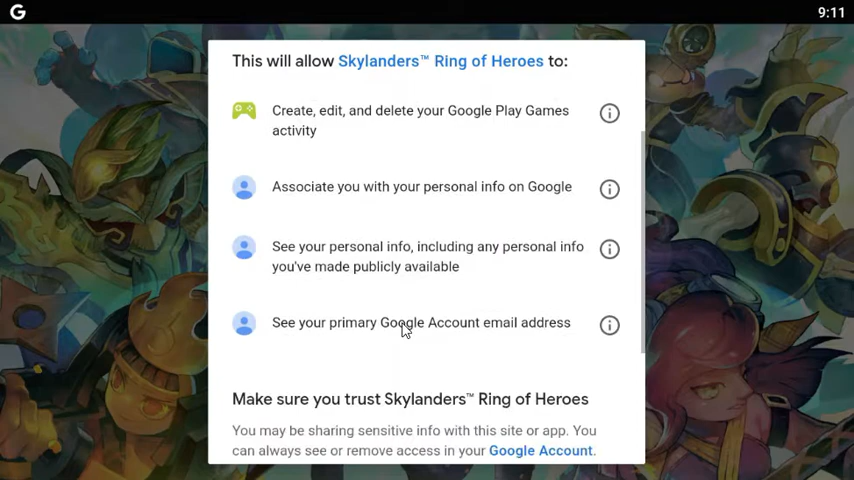 G 9:11
This will allow Skylanders™ Ring of Heroes to:
Create, edit, and delete your Google Play Games
activity
Associate you with your personal info on Google
See your personal info, including any personal info
you've made publicly available
See your primary Google Account email address
Make sure you trust Skylanders™ Ring of Heroes
You may be sharing sensitive info with this site or app. You
can always see or remove access in your Google Account.